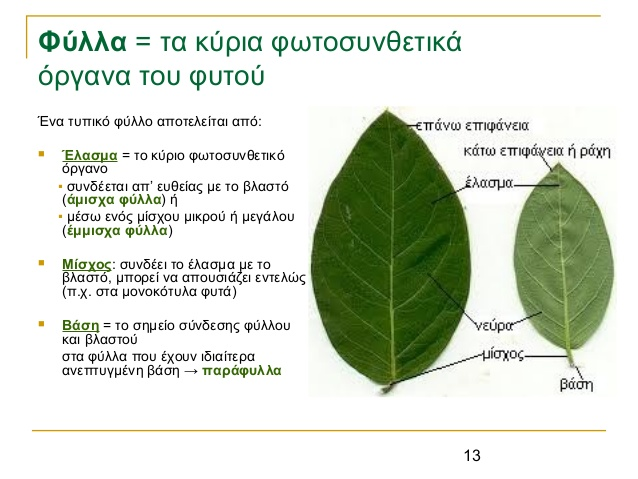 Φύλλα = τα κύρια φωτοσυνθετικά
όργανα του φυτού
Ένα τυπικό φύλλο αποτελείται από:
Έλασμα = το κύριο φωτοσυνθετικό
όργανο
συνδέεται απ’ ευθείας με το βλαστό
(άμισχα φύλλα) ή
μέσω ενός μίσχου μικρού ή μεγάλου
(έμμισχα φύλλα)
Μίσχος: συνδέει το έλασμα με το
βλαστό, μπορεί να απουσιάζει εντελώς
(π.χ. στα μονοκότυλα φυτά)
Βάση = το σημείο σύνδεσης φύλλου
και βλαστού
στα φύλλα που έχουν ιδιαίτερα
ανεπτυγμένη βάση → παράφυλλα
επάνω επιφάνεια
κάτω επιφάνεια ή ράχη
έλασμα
νεύρα
μίσχος
βάση
13